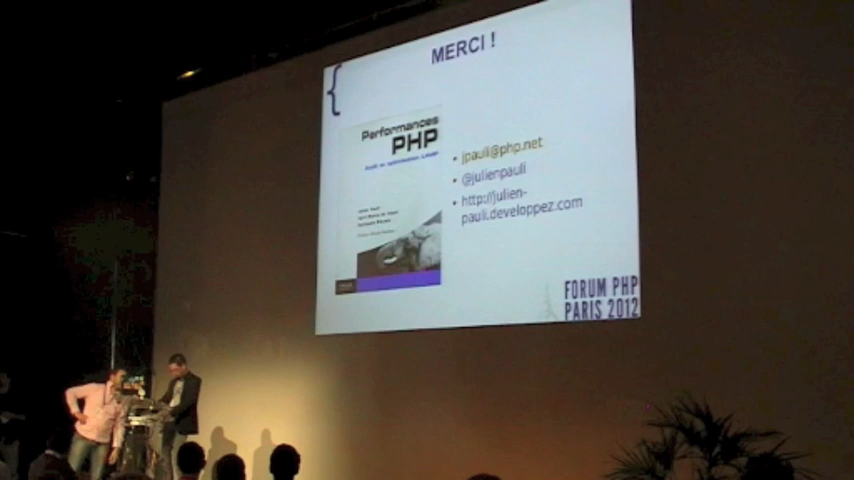 MERCI !
{
Performances
PHP
• jpauli@php.net
• @julienpauli
• http://julien-
pauli.developpez.com
FORUM PHP
PARIS 2012